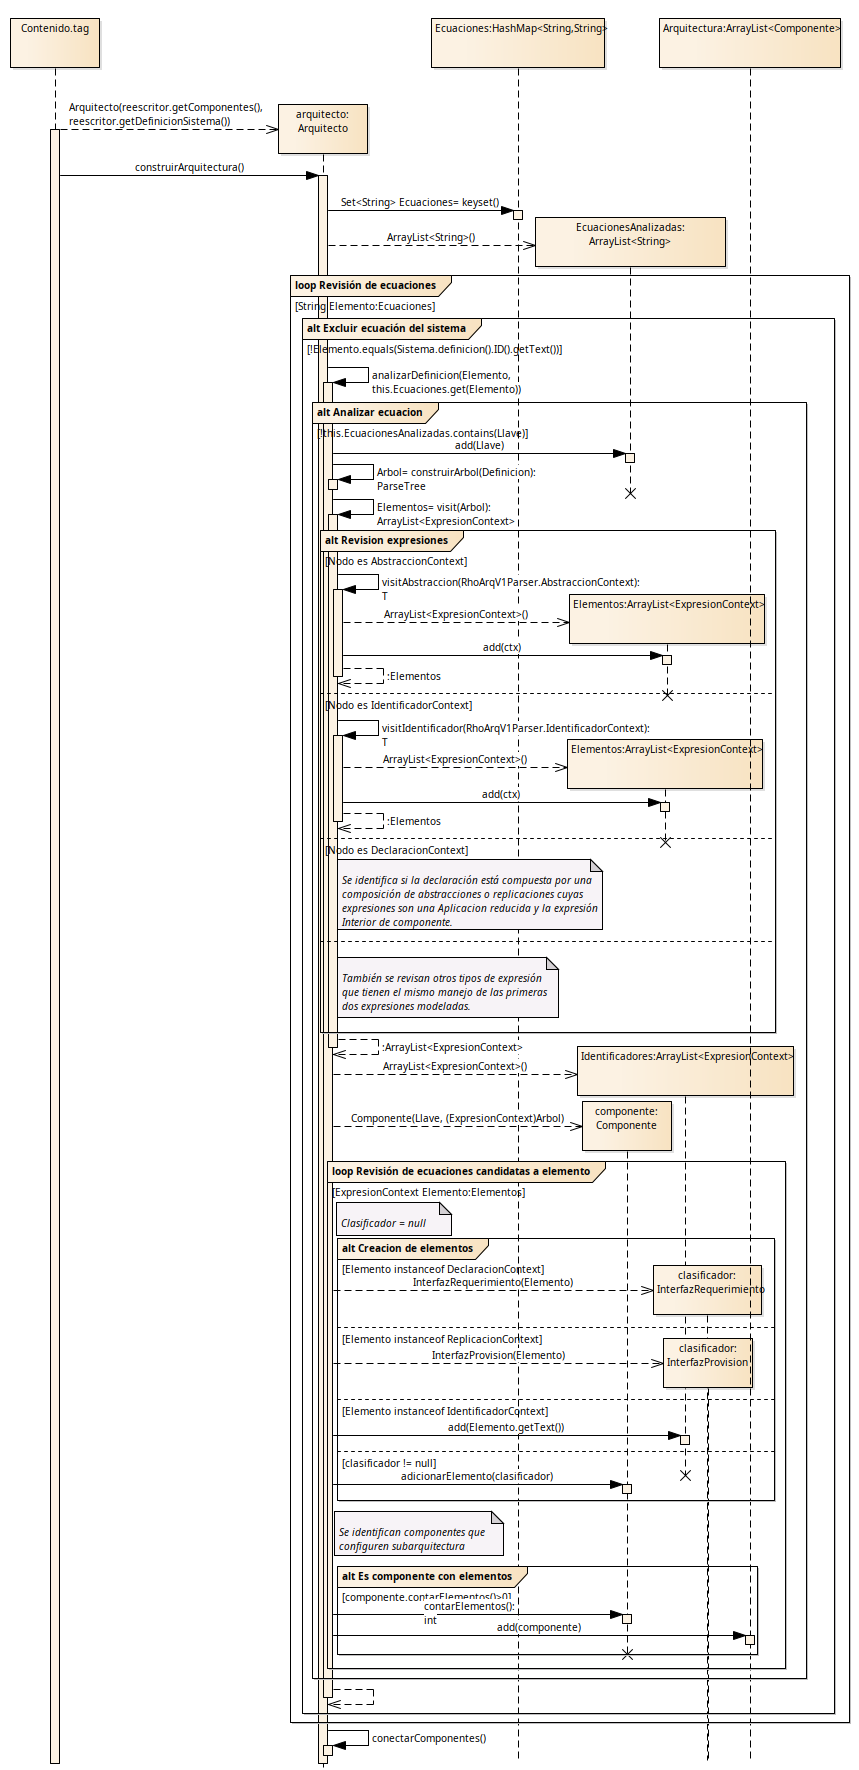 Contenido.tag
Ecuaciones:HashMap<String,String>
Arquitectura:ArrayList<Componente>
Arquitecto(reescritor.getComponentes(),
reescritor.getDefinicionSistema())
arquitecto:
Arquitecto
construirArquitectura()
Set<String> Ecuaciones= keyset()
EcuacionesAnalizadas:
ArrayList<String>
ArrayList<String>()
loop Revisión de ecuaciones
[String Elemento:Ecuaciones]
alt Excluir ecuación del sistema
[!Elemento.equals(Sistema.definicion().ID().getText())]
analizarDefinicion(Elemento,
this.Ecuaciones.get(Elemento))
alt Analizar ecuacion
[!this.EcuacionesAnalizadas.contains(Llave)]
add(Llave)
Arbol= construirArbol(Definicion):
ParseTree
Elementos= visit(Arbol):
ArrayList<ExpresionContext>
alt Revision expresiones
[Nodo es AbstraccionContext]
visitAbstraccion(RhoArqV1Parser.AbstraccionContext):
T
Elementos:ArrayList<ExpresionContext>
ArrayList<ExpresionContext>()
add(ctx)
:Elementos
[Nodo es IdentificadorContext]
visitIdentificador(RhoArqV1Parser.IdentificadorContext):
T
Elementos:ArrayList<ExpresionContext>
ArrayList<ExpresionContext>()
add(ctx)
:Elementos
[Nodo es DeclaracionContext]
Se identifica si la declaración está compuesta por una
composición de abstracciones o replicaciones cuyas
expresiones son una Aplicacion reducida y la expresión
Interior de componente.
También se revisan otros tipos de expresión
que tienen el mismo manejo de las primeras
dos expresiones modeladas.
:ArrayList<ExpresionContext>
Identificadores:ArrayList<ExpresionContext>
ArrayList<ExpresionContext>()
componente:
Componente
Componente(Llave, (ExpresionContext)Arbol)
loop Revisión de ecuaciones candidatas a elemento
[ExpresionContext Elemento:Elementos]
Clasificador = null
alt Creacion de elementos
[Elemento instanceof DeclaracionContext]
clasificador:
InterfazRequerimiento
InterfazRequerimiento(Elemento)
[Elemento instanceof ReplicacionContext]
clasificador:
InterfazProvision
InterfazProvision(Elemento)
[Elemento instanceof IdentificadorContext]
add(Elemento.getText())
[clasificador != null]
adicionarElemento(clasificador)
Se identifican componentes que
configuren subarquitectura
alt Es componente con elementos
[componente.contarElementos()>0]
contarElementos():
int
add(componente)
conectarComponentes()